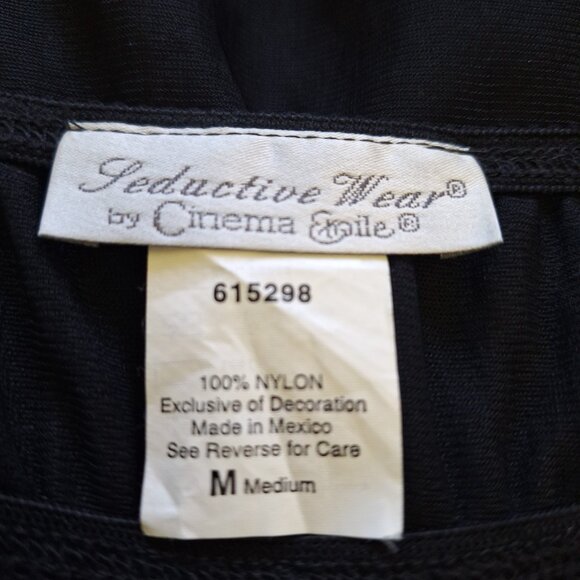 Seductive Wear®
by Cinema Etoile®
615298
100% NYLON
Exclusive of Decoration
Made in Mexico
See Reverse for Care
M Medium